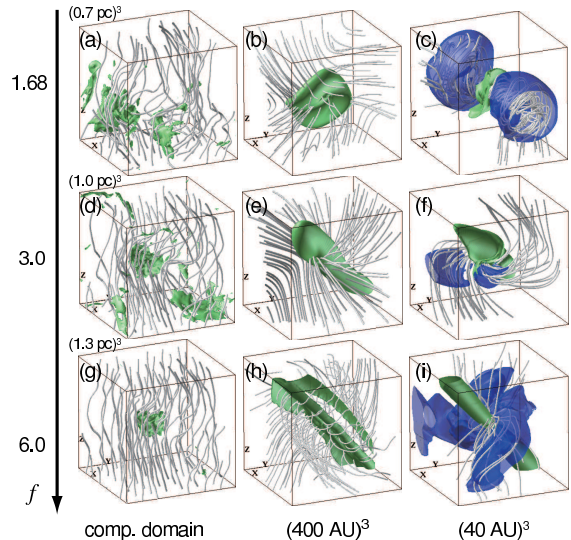 (0.7 pc)³
(a)
(b)
(c)
1.68
z
x
Y
z
x
Y
z
x
Y
(1.0 pc)³
(d)
(e)
(f)
3.0
z
x
Y
z
x
Y
z
x
Y
(1.3 pc)³
(g)
(h)
(i)
6.0
z
x
Y
z
x
Y
z
x
Y
f
comp. domain
(400 AU)³
(40 AU)³